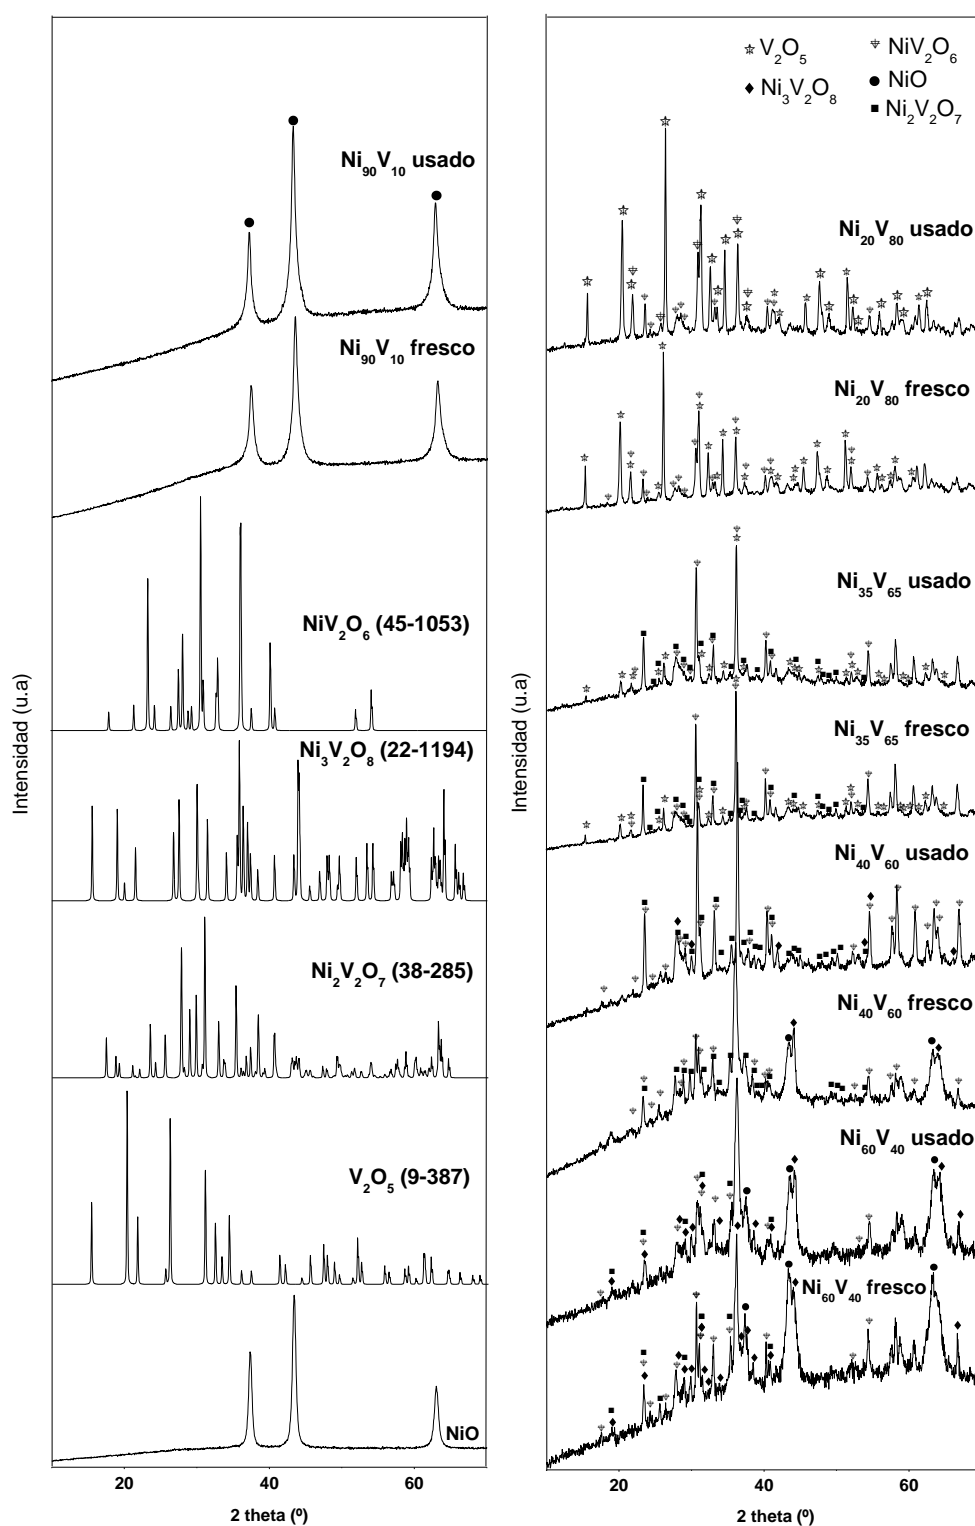 Ni90V10 usado
Ni90V10 fresco
NiV2O6 (45-1053)
Ni3V2O8 (22-1194)
Ni2V2O7 (38-285)
V2O5 (9-387)
NiO
Intensidad (u.a)
20
40
60
2 theta (º)
V2O5
NiV2O6
Ni3V2O8
NiO
Ni2V2O7
Ni20V80 usado
Ni20V80 fresco
Ni35V65 usado
Ni35V65 fresco
Ni40V60 usado
Ni40V60 fresco
Ni60V40 usado
Ni60V40 fresco
Intensidad (u.a)
20
40
60
2 theta (º)